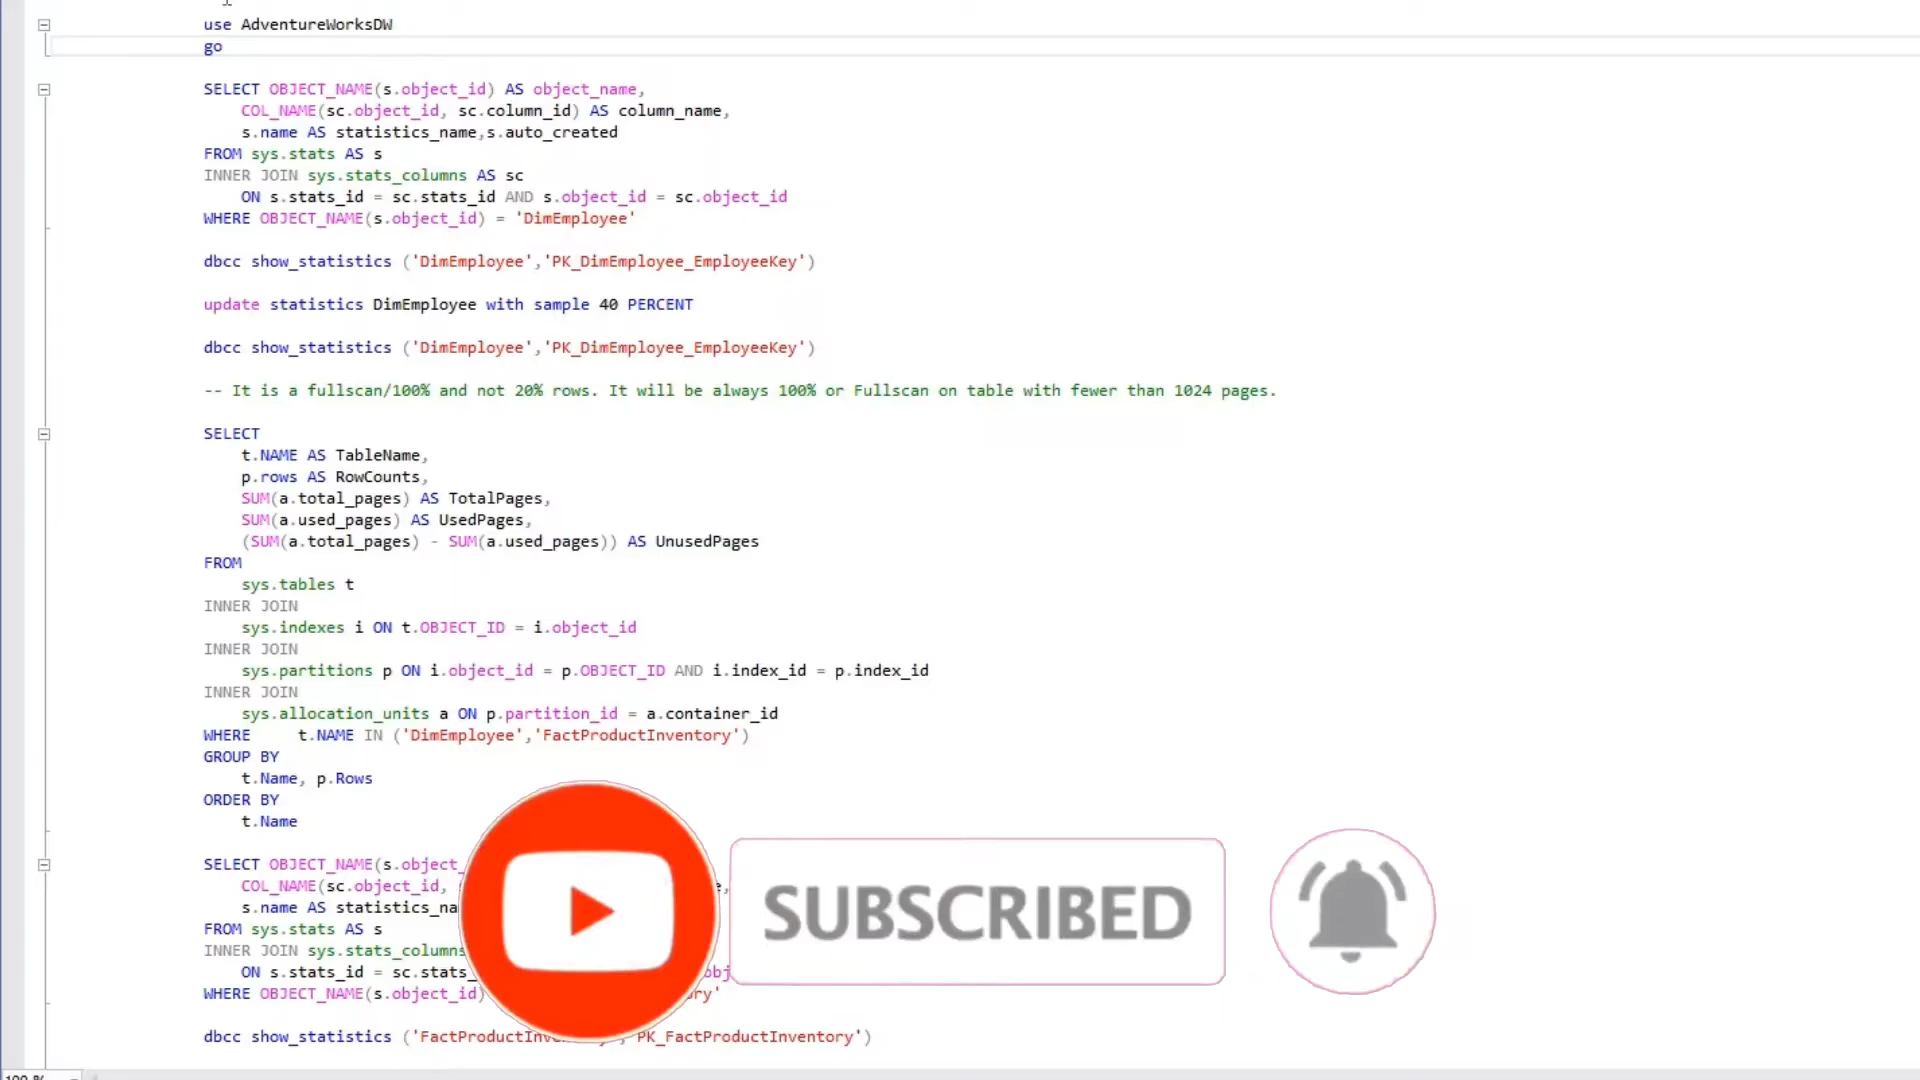 use AdventureWorksDW
go
SELECT OBJECT_NAME(s.object_id) AS object_name,
COL_NAME(sc.object_id, sc.column_id) AS column_name,
s.name AS statistics_name,s.auto_created
FROM sys.stats AS s
INNER JOIN sys.stats_columns AS sc
ON s.stats_id = sc.stats_id AND s.object_id = sc.object_id
WHERE OBJECT_NAME(s.object_id) = 'DimEmployee'
dbcc show_statistics ('DimEmployee','PK_DimEmployee_EmployeeKey')
update statistics DimEmployee with sample 40 PERCENT
dbcc show_statistics ('DimEmployee','PK_DimEmployee_EmployeeKey')
-- It is a fullscan/100% and not 20% rows. It will be always 100% or Fullscan on table with fewer than 1024 pages.
SELECT
t.NAME AS TableName,
p.rows AS RowCounts,
SUM(a.total_pages) AS TotalPages,
SUM(a.used_pages) AS UsedPages,
(SUM(a.total_pages) - SUM(a.used_pages)) AS UnusedPages
FROM
sys.tables t
INNER JOIN
sys.indexes i ON t.OBJECT_ID = i.object_id
INNER JOIN
sys.partitions p ON i.object_id = p.OBJECT_ID AND i.index_id = p.index_id
INNER JOIN
sys.allocation_units a ON p.partition_id = a.container_id
WHERE t.NAME IN ('DimEmployee','FactProductInventory')
GROUP BY
t.Name, p.Rows
ORDER BY
t.Name
SELECT OBJECT_NAME(s.object_
COL_NAME(sc.object_id,
s.name AS statistics_na
FROM sys.stats AS s
INNER JOIN sys.stats_columns
ON s.stats_id = sc.stats_
WHERE OBJECT_NAME(s.object_id)
dbcc show_statistics ('FactProductInv PK_FactProductInventory')
SUBSCRIBED